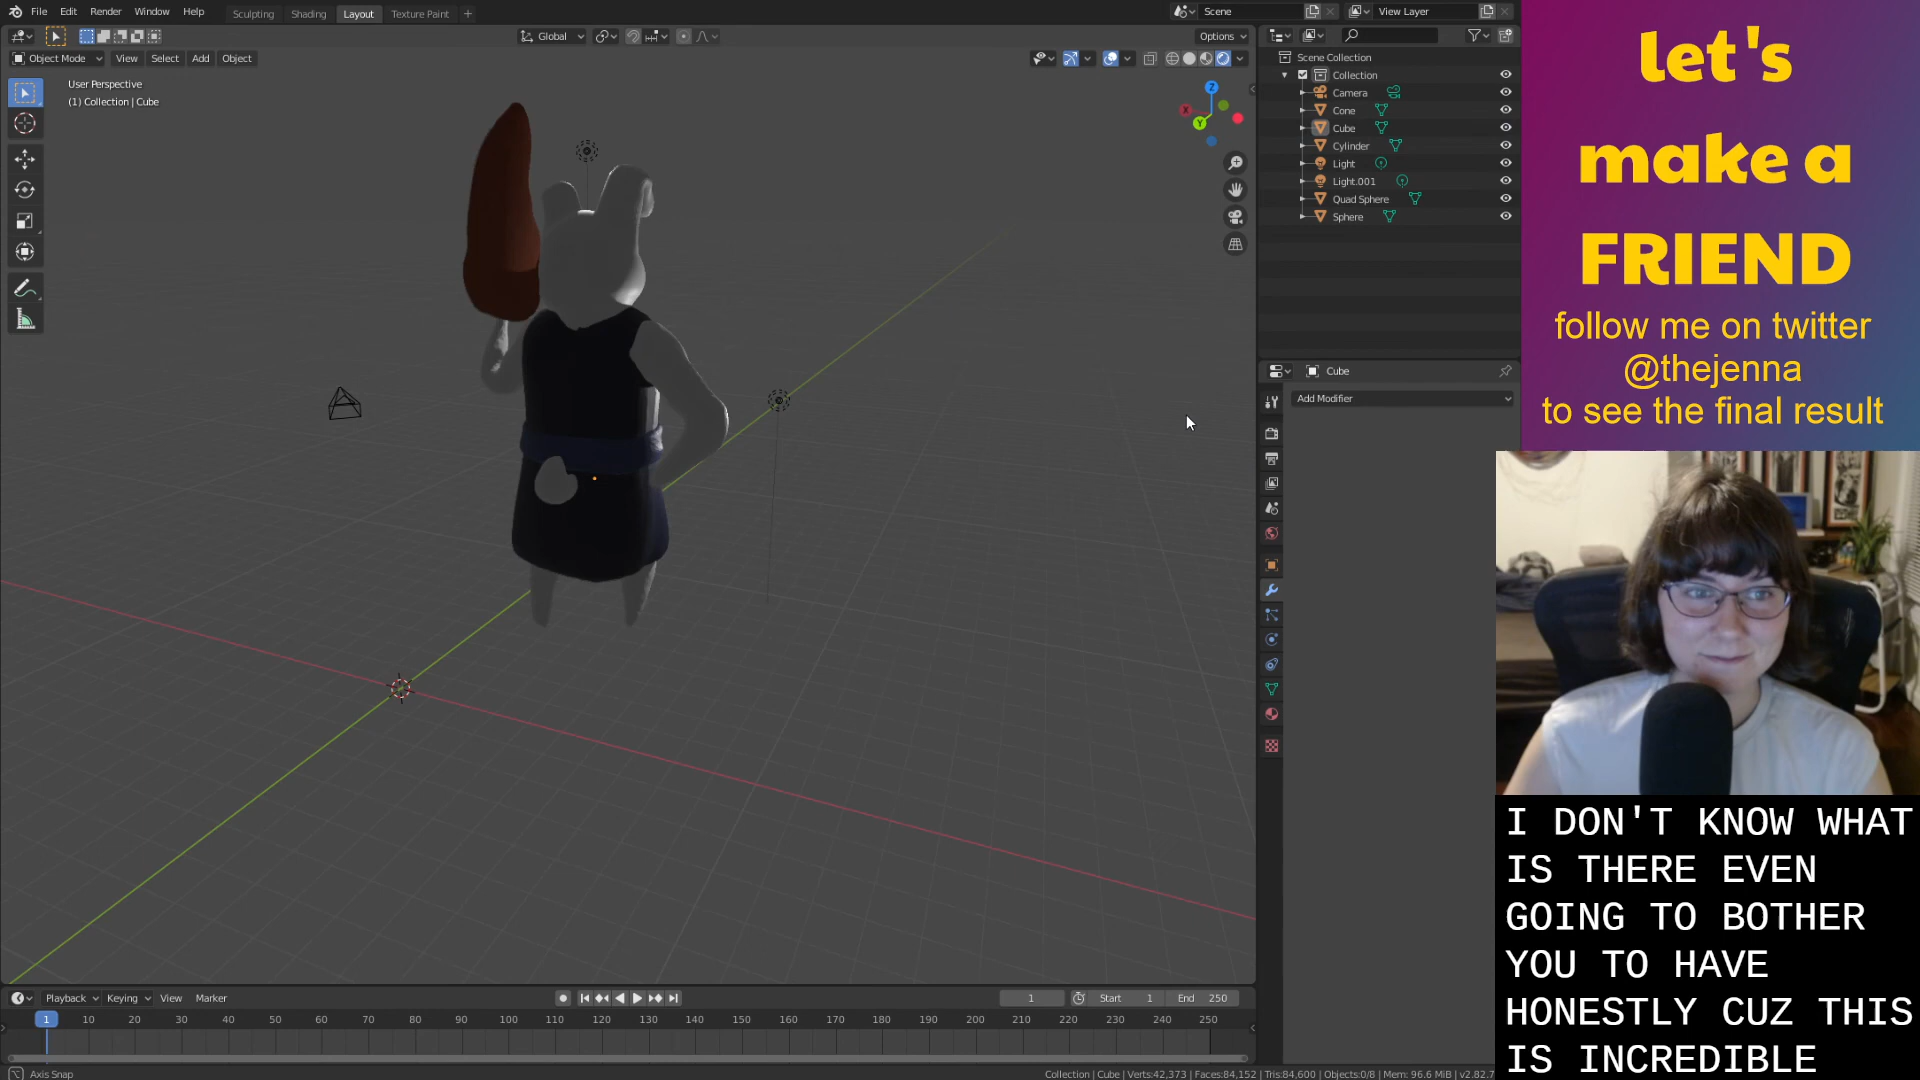 File Edit Render Window Help Sculpting Shading Layout Texture Paint + Scene View Layer
Global Options
Object Mode View Select Add Object
User Perspective
(1) Collection | Cube
Z
X
Y
Scene Collection
Collection
Camera
Cone
Cube
Cylinder
Light
Light.001
Quad Sphere
Sphere
Cube
Add Modifier
let's
make a
FRIEND
follow me on twitter
@thejenna
to see the final result
I DON'T KNOW WHAT
IS THERE EVEN
GOING TO BOTHER
YOU TO HAVE
HONESTLY CUZ THIS
IS INCREDIBLE
Playback Keying View Marker 1 Start 1 End 250
1 10 20 30 40 50 60 70 80 90 100 110 120 130 140 150 160 170 180 190 200 210 220 230 240 250
Axis Snap Collection | Cube | Verts:42,373 | Faces:84,152 | Tris:84,600 | Objects:0/8 | Mem: 96.6 MiB | v2.82.7